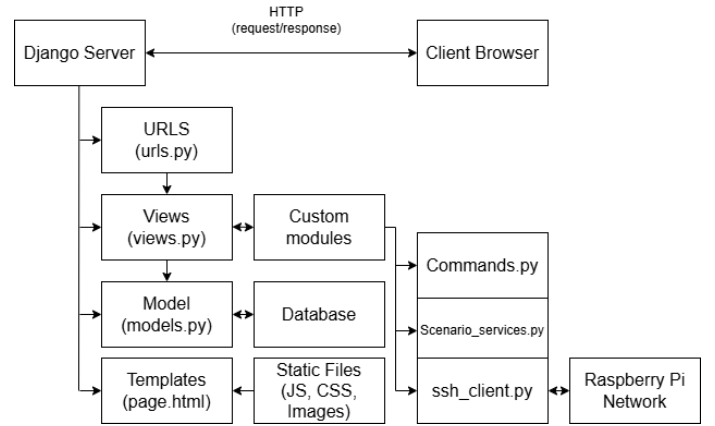 HTTP
(request/response)
Django Server
Client Browser
URLS
(urls.py)
Views
(views.py)
Custom
modules
Commands.py
Model
(models.py)
Database
Scenario_services.py
Templates
(page.html)
Static Files
(JS, CSS,
Images)
ssh_client.py
Raspberry Pi
Network